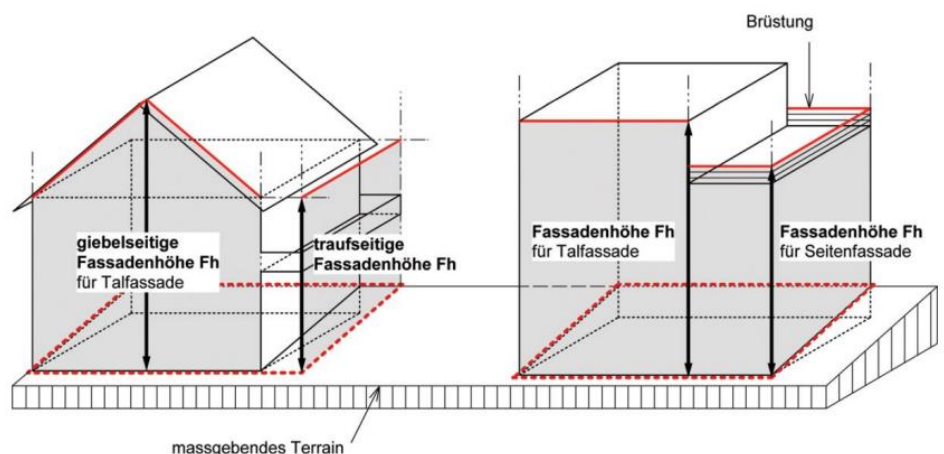 Brüstung
giebelseitige
Fassadenhöhe Fh
für Talfassade
traufseitige
Fassadenhöhe Fh
Fassadenhöhe Fh
für Talfassade
Fassadenhöhe Fh
für Seitenfassade
massgebendes Terrain